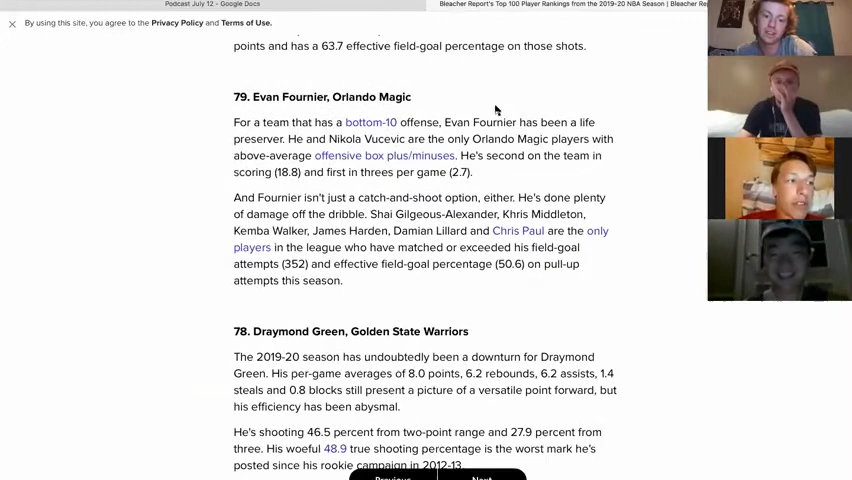 Podcast July 12 - Google Docs
Bleacher Report's Top 100 Player Rankings from the 2019-20 NBA Season | Bleacher Rep
By using this site, you agree to the Privacy Policy and Terms of Use.
points and has a 63.7 effective field-goal percentage on those shots.
79. Evan Fournier, Orlando Magic
For a team that has a bottom-10 offense, Evan Fournier has been a life
preserver. He and Nikola Vucevic are the only Orlando Magic players with
above-average offensive box plus/minuses. He's second on the team in
scoring (18.8) and first in threes per game (2.7).
And Fournier isn't just a catch-and-shoot option, either. He's done plenty
of damage off the dribble. Shai Gilgeous-Alexander, Khris Middleton,
Kemba Walker, James Harden, Damian Lillard and Chris Paul are the only
players in the league who have matched or exceeded his field-goal
attempts (352) and effective field-goal percentage (50.6) on pull-up
attempts this season.
78. Draymond Green, Golden State Warriors
The 2019-20 season has undoubtedly been a downturn for Draymond
Green. His per-game averages of 8.0 points, 6.2 rebounds, 6.2 assists, 1.4
steals and 0.8 blocks still present a picture of a versatile point forward, but
his efficiency has been abysmal.
He's shooting 46.5 percent from two-point range and 27.9 percent from
three. His woeful 48.9 true shooting percentage is the worst mark he's
posted since his rookie campaign in 2012-13.
Previous
Next